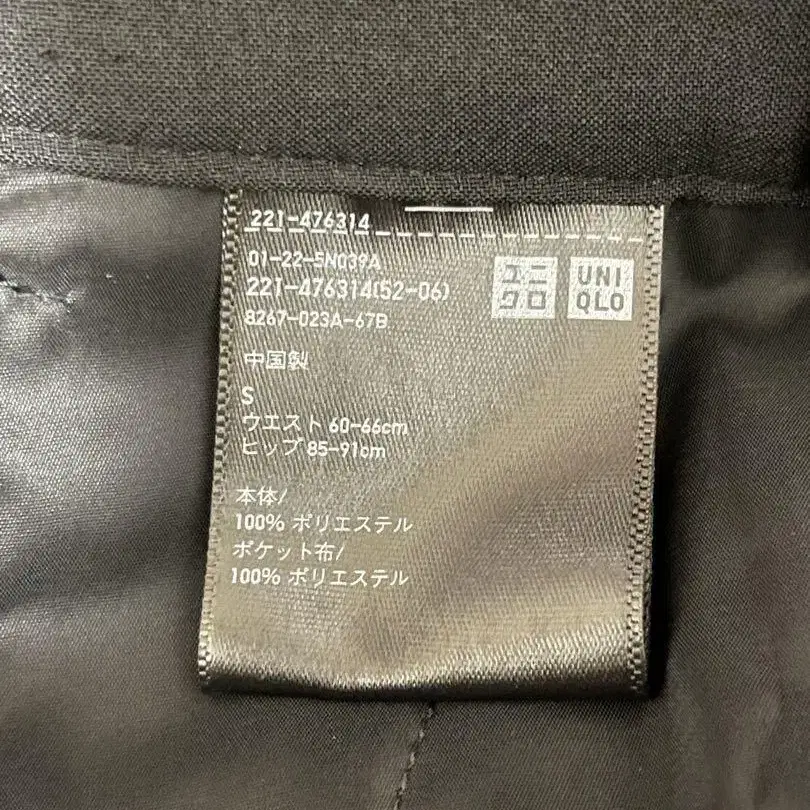 221-476314
01-22-5N039A
221-476314(52-06)
8267-023A-67B
ユニ
クロ
UNI
QLO
中国製
S
ウエスト 60-66cm
ヒップ 85-91cm
本体/
100% ポリエステル
ポケット布/
100% ポリエステル